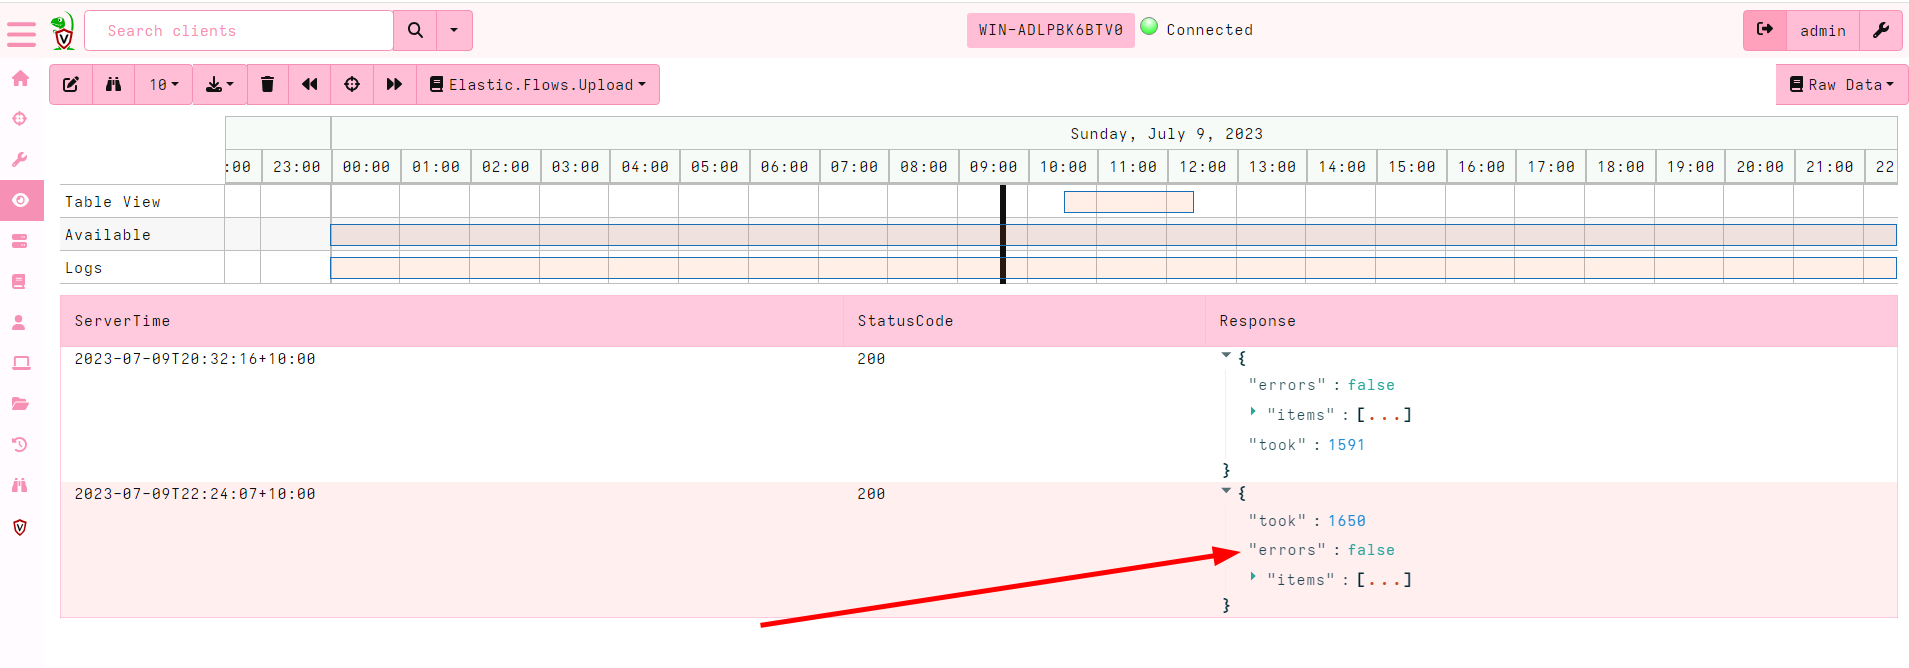 Search clients
WIN-ADLPBK6BTV0 Connected
admin
10 Elastic.Flows.Upload Raw Data
Sunday, July 9, 2023
:00 23:00 00:00 01:00 02:00 03:00 04:00 05:00 06:00 07:00 08:00 09:00 10:00 11:00 12:00 13:00 14:00 15:00 16:00 17:00 18:00 19:00 20:00 21:00 22
Table View
Available
Logs
ServerTime StatusCode Response
2023-07-09T20:32:16+10:00 200 {
"errors" : false
"items" : [...]
"took" : 1591
}
2023-07-09T22:24:07+10:00 200 {
"took" : 1650
"errors" : false
"items" : [...]
}